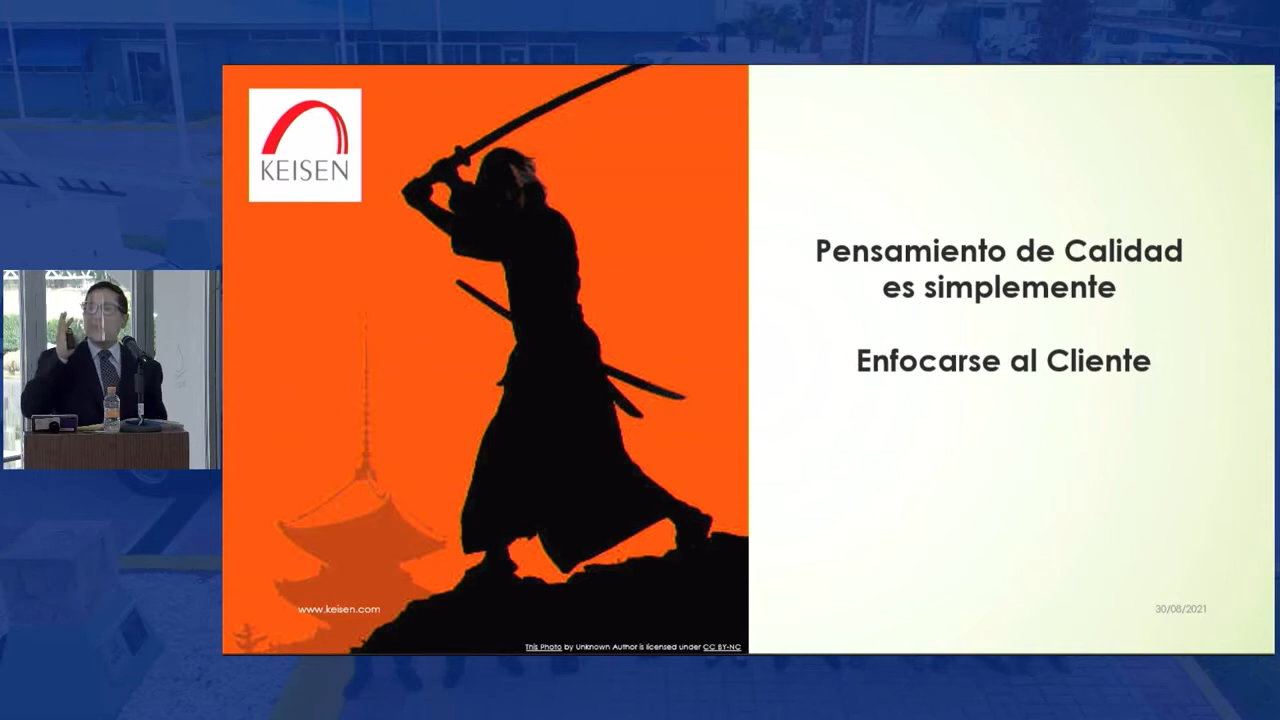 KEISEN
Pensamiento de Calidad
es simplemente
Enfocarse al Cliente
www.keisen.com
30/08/2021
This Photo by Unknown Author is licensed under CC BY-NC